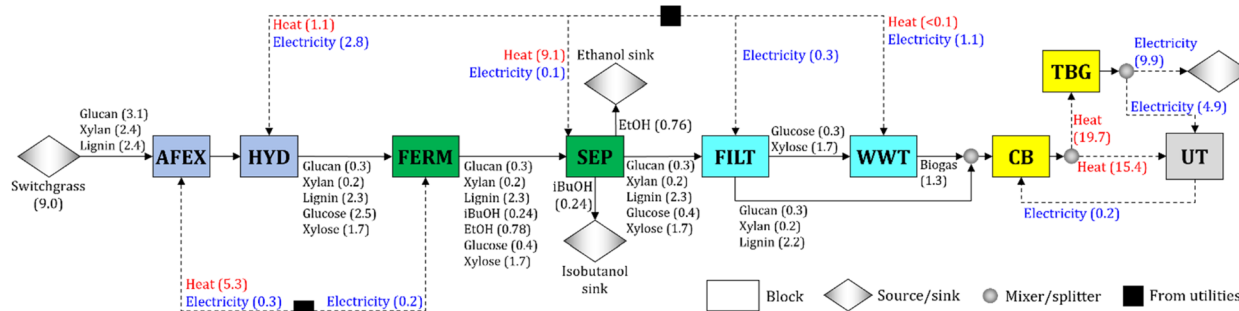 Heat (1.1)
Electricity (2.8)
Heat (9.1)
Electricity (0.1)
Ethanol sink
Electricity (0.3)
Heat (<0.1)
Electricity (1.1)
Electricity
(9.9)
TBG
Glucan (3.1)
Xylan (2.4)
Lignin (2.4)
EtOH (0.76)
Glucose (0.3)
Xylose (1.7)
Electricity (4.9)
Heat
(19.7)
AFEX
HYD
FERM
SEP
FILT
WWT
CB
UT
Switchgrass
(9.0)
Glucan (0.3)
Xylan (0.2)
Lignin (2.3)
Glucose (2.5)
Xylose (1.7)
Glucan (0.3)
Xylan (0.2)
Lignin (2.3)
iBuOH (0.24)
EtOH (0.78)
Glucose (0.4)
Xylose (1.7)
iBuOH
(0.24)
Glucan (0.3)
Xylan (0.2)
Lignin (2.3)
Glucose (0.4)
Xylose (1.7)
Biogas
(1.3)
Heat (15.4)
Electricity (0.2)
Glucan (0.3)
Xylan (0.2)
Lignin (2.2)
Isobutanol
sink
Heat (5.3)
Electricity (0.3)
Electricity (0.2)
Block
Source/sink
Mixer/splitter
From utilities